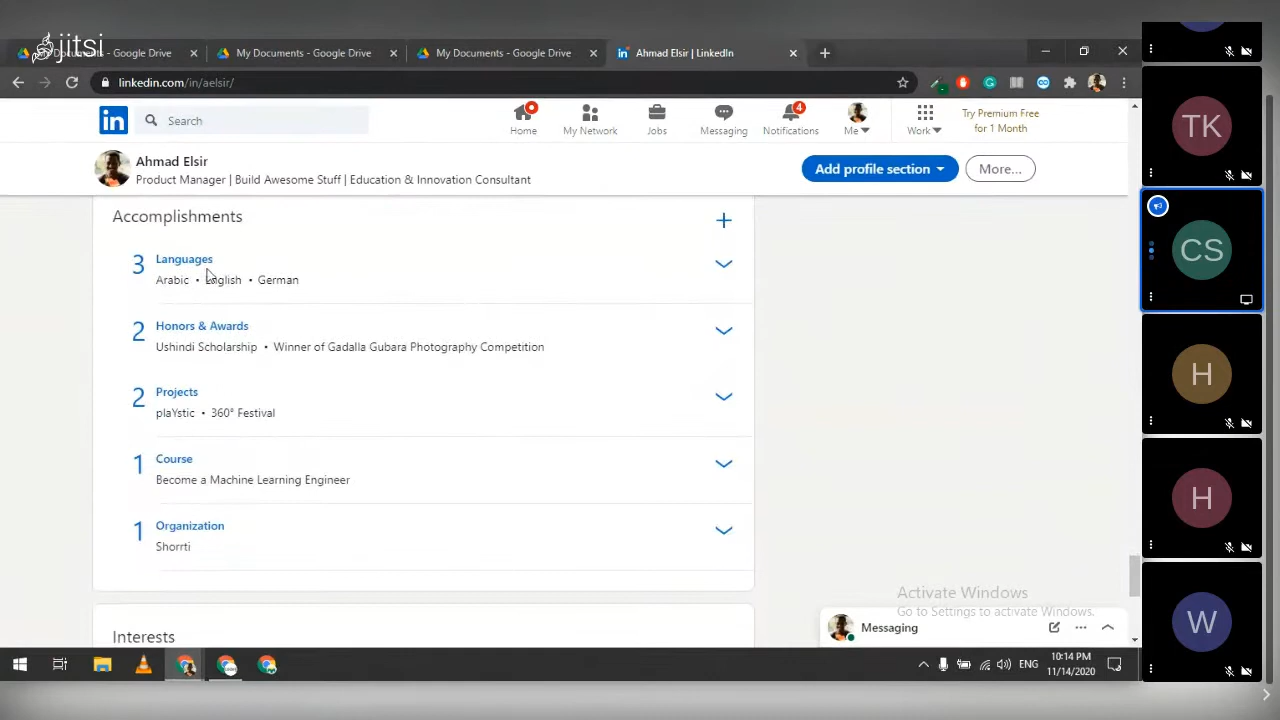 jitsi
My Documents - Google Drive
My Documents - Google Drive
Ahmad Elsir | LinkedIn
linkedin.com/in/aelsir/
in
Search
Home
My Network
Jobs
Messaging
4
Notifications
Me
Work
Try Premium Free
for 1 Month
Ahmad Elsir
Product Manager | Build Awesome Stuff | Education & Innovation Consultant
Add profile section
More...
Accomplishments
3
Languages
Arabic • English • German
2
Honors & Awards
Ushindi Scholarship • Winner of Gadalla Gubara Photography Competition
2
Projects
plaYstic • 360° Festival
1
Course
Become a Machine Learning Engineer
1
Organization
Shorrti
Interests
Activate Windows
Go to Settings to activate Windows.
Messaging
ENG
10:14 PM
11/14/2020
TK
CS
H
H
W